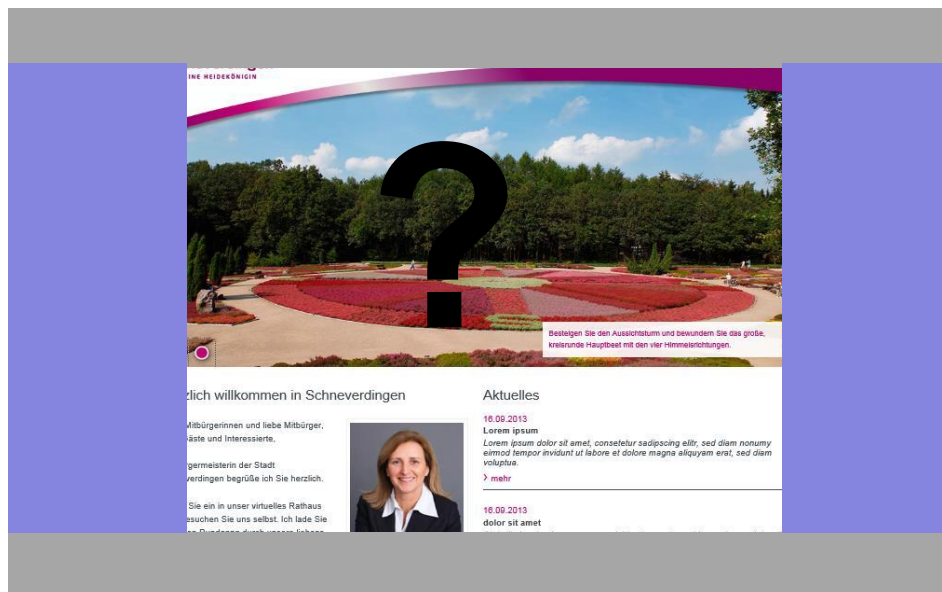 INE HEIDEKÖNIGIN
?
Besteigen Sie den Aussichtsturm und bewundern Sie das große,
kreisrunde Hauptbeet mit den vier Himmelsrichtungen.
zlich willkommen in Schneverdingen
Mitbürgerinnen und liebe Mitbürger,
äste und Interessierte,
rgermeisterin der Stadt
verdingen begrüße ich Sie herzlich.
Sie ein in unser virtuelles Rathaus
esuchen Sie uns selbst. Ich lade Sie
Aktuelles
16.09.2013
Lorem ipsum
Lorem ipsum dolor sit amet, consetetur sadipscing elitr, sed diam nonumy
eirmod tempor invidunt ut labore et dolore magna aliquyam erat, sed diam
voluptua.
› mehr
16.09.2013
dolor sit amet